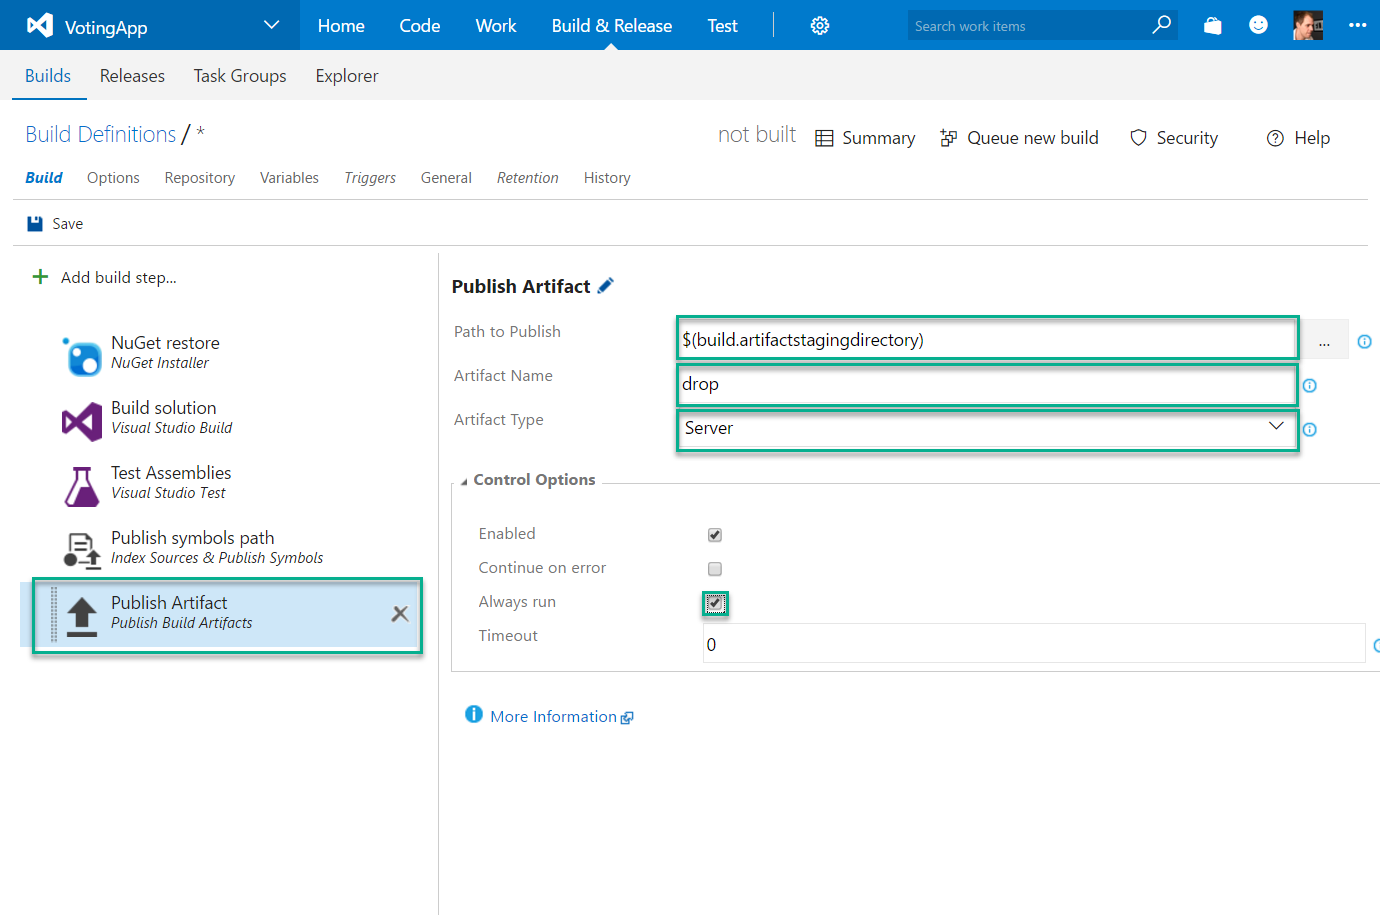 VotingApp Home Code Work Build & Release Test Search work items
Builds Releases Task Groups Explorer
Build Definitions / * not built Summary Queue new build Security Help
Build Options Repository Variables Triggers General Retention History
Save
Add build step...
NuGet restore
NuGet Installer
Build solution
Visual Studio Build
Test Assemblies
Visual Studio Test
Publish symbols path
Index Sources & Publish Symbols
Publish Artifact
Publish Build Artifacts
Publish Artifact
Path to Publish $(build.artifactstagingdirectory) ...
Artifact Name drop
Artifact Type Server
Control Options
Enabled
Continue on error
Always run
Timeout 0
More Information